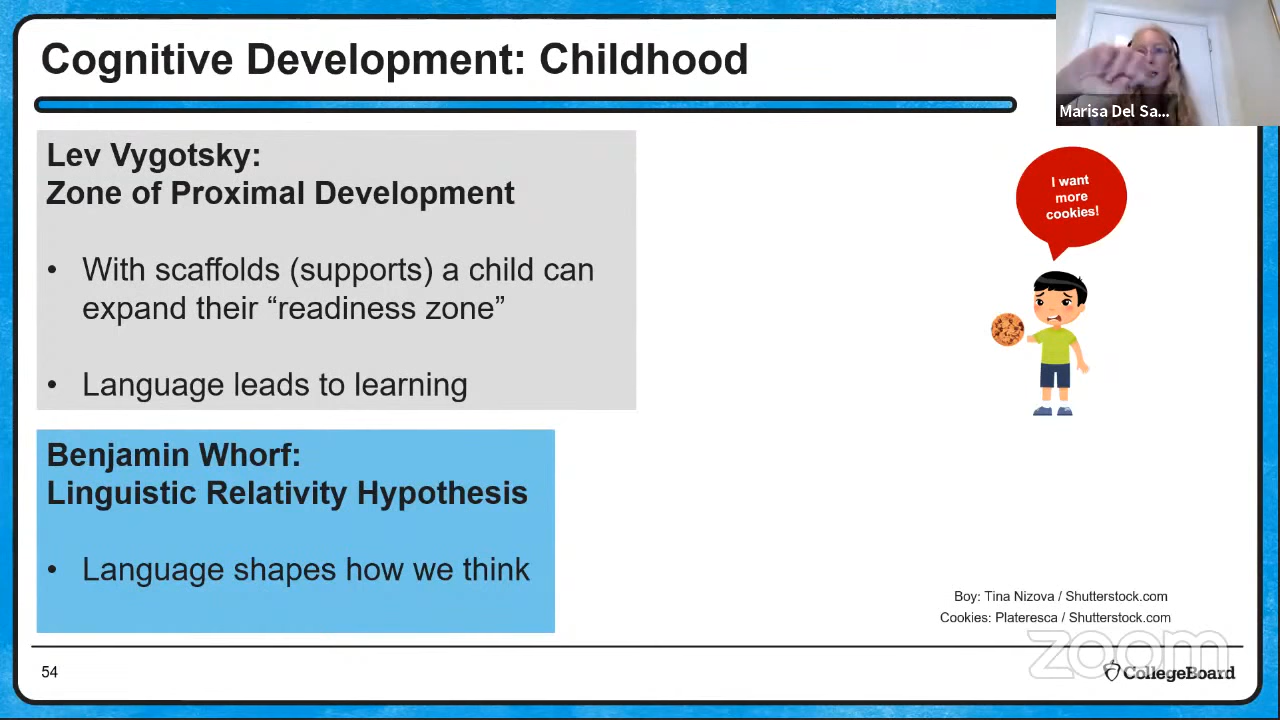 Cognitive Development: Childhood
Marisa Del Sa...
Lev Vygotsky:
Zone of Proximal Development
• With scaffolds (supports) a child can
expand their “readiness zone”
• Language leads to learning
I want
more
cookies!
Benjamin Whorf:
Linguistic Relativity Hypothesis
• Language shapes how we think
Boy: Tina Nizova / Shutterstock.com
Cookies: Plateresca / Shutterstock.com
zoom
54
CollegeBoard